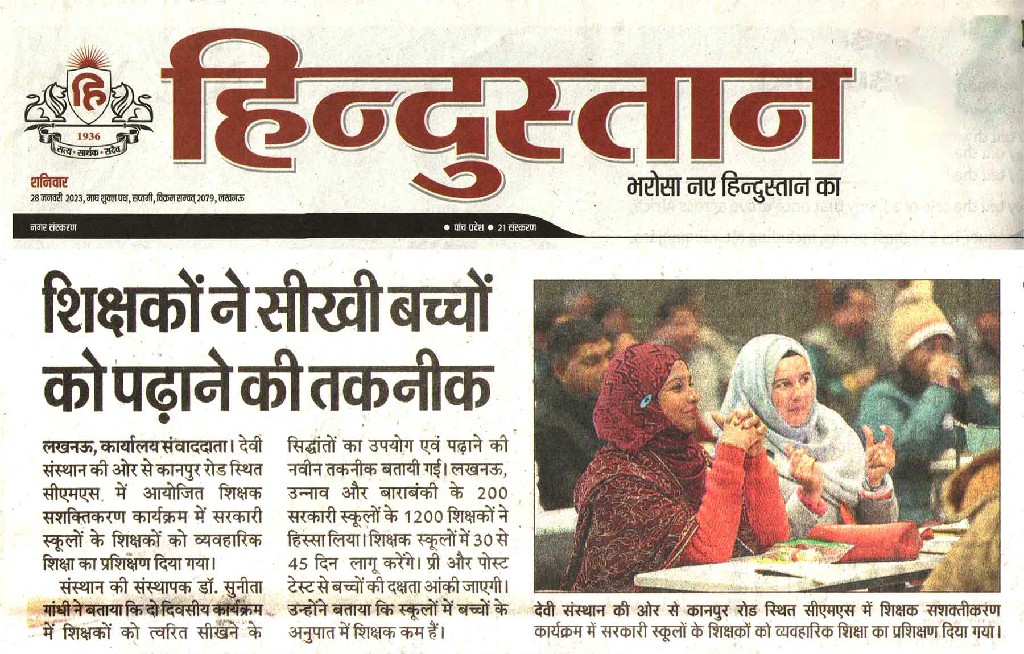 हि
1936
सत्य • सार्थक • सदैव
हिन्दुस्तान
शनिवार
28 जनवरी 2023, माघ शुक्ल पक्ष, सप्तमी, विक्रम सम्वत् 2079, लखनऊ
भरोसा नए हिन्दुस्तान का
नगर संस्करण
• पांच प्रदेश • 21 संस्करण
शिक्षकों ने सीखी बच्चों
को पढ़ाने की तकनीक
लखनऊ, कार्यालय संवाददाता। देवी
संस्थान की ओर से कानपुर रोड स्थित
सीएमएस में आयोजित शिक्षक
सशक्तिकरण कार्यक्रम में सरकारी
स्कूलों के शिक्षकों को व्यवहारिक
शिक्षा का प्रशिक्षण दिया गया।
संस्थान की संस्थापक डॉ. सुनीता
गांधी ने बताया कि दो दिवसीय कार्यक्रम
में शिक्षकों को त्वरित सीखने के
सिद्धांतों का उपयोग एवं पढ़ाने की
नवीन तकनीक बतायी गई। लखनऊ,
उन्नाव और बाराबंकी के 200
सरकारी स्कूलों के 1200 शिक्षकों ने
हिस्सा लिया। शिक्षक स्कूलों में 30 से
45 दिन लागू करेंगे। प्री और पोस्ट
टेस्ट से बच्चों की दक्षता आंकी जाएगी।
उन्होंने बताया कि स्कूलों में बच्चों के
अनुपात में शिक्षक कम हैं।
देवी संस्थान की ओर से कानपुर रोड स्थित सीएमएस में शिक्षक सशक्तीकरण
कार्यक्रम में सरकारी स्कूलों के शिक्षकों को व्यवहारिक शिक्षा का प्रशिक्षण दिया गया।